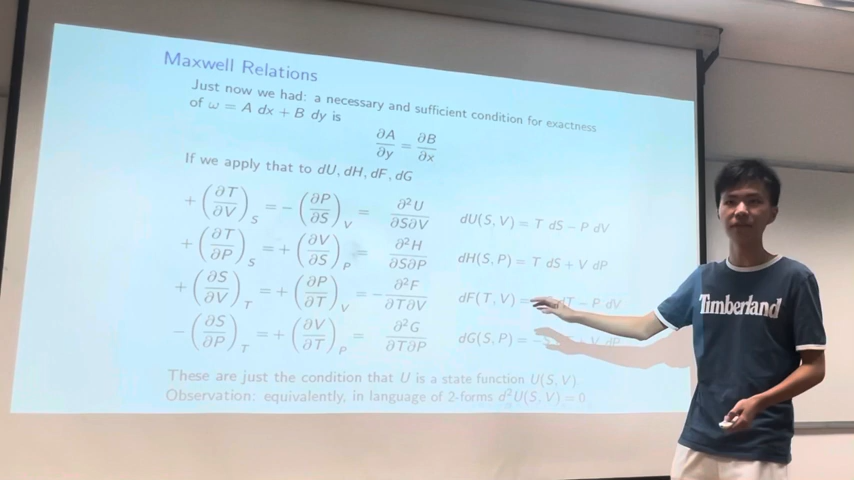 Maxwell Relations
Just now we had: a necessary and sufficient condition for exactness
of ω = A dx + B dy is
∂A/∂y = ∂B/∂x
If we apply that to dU, dH, dF, dG
+(∂T/∂V)_S = −(∂P/∂S)_V = ∂²U/∂S∂V dU(S, V) = T dS − P dV
+(∂T/∂P)_S = +(∂V/∂S)_P = ∂²H/∂S∂P dH(S, P) = T dS + V dP
+(∂S/∂V)_T = +(∂P/∂T)_V = −∂²F/∂T∂V dF(T, V) = dT − P dV
−(∂S/∂P)_T = +(∂V/∂T)_P = ∂²G/∂T∂P dG(S, P) = −S + V dP
These are just the condition that U is a state function U(S, V).
Observation: equivalently, in language of 2-forms d²U(S, V) = 0.
Timberland